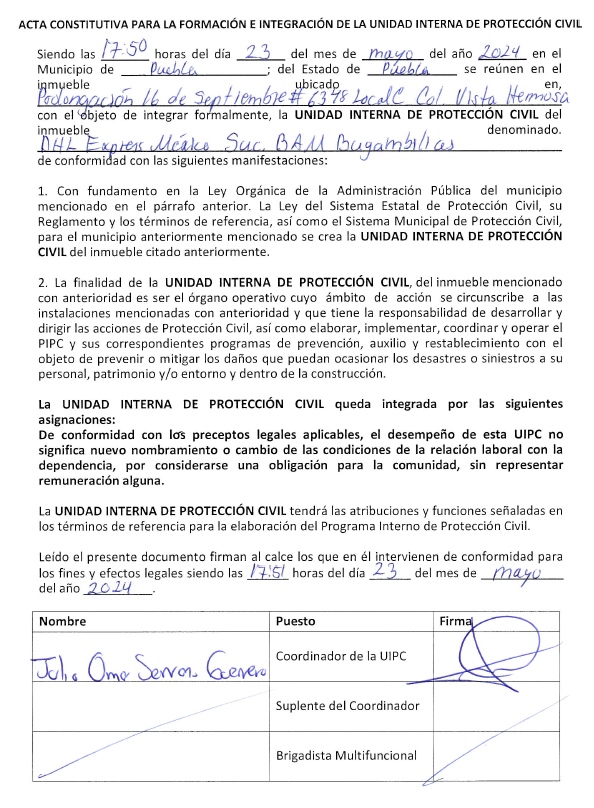 ACTA CONSTITUTIVA PARA LA FORMACIÓN E INTEGRACIÓN DE LA UNIDAD INTERNA DE PROTECCIÓN CIVIL
Siendo las 17:50 horas del día 23 del mes de mayo del año 2024 en el
Municipio de Puebla; del Estado de Puebla se reúnen en el
inmueble ubicado en,
Prolongación 16 de Septiembre # 6348 Local C Col. Vista Hermosa
con el objeto de integrar formalmente, la UNIDAD INTERNA DE PROTECCIÓN CIVIL del
inmueble denominado.
DHL Express México Suc. BAM Bugambilias
de conformidad con las siguientes manifestaciones:
1. Con fundamento en la Ley Orgánica de la Administración Pública del municipio
mencionado en el párrafo anterior. La Ley del Sistema Estatal de Protección Civil, su
Reglamento y los términos de referencia, así como el Sistema Municipal de Protección Civil,
para el municipio anteriormente mencionado se crea la UNIDAD INTERNA DE PROTECCIÓN
CIVIL del inmueble citado anteriormente.
2. La finalidad de la UNIDAD INTERNA DE PROTECCIÓN CIVIL, del inmueble mencionado
con anterioridad es ser el órgano operativo cuyo ámbito de acción se circunscribe a las
instalaciones mencionadas con anterioridad y que tiene la responsabilidad de desarrollar y
dirigir las acciones de Protección Civil, así como elaborar, implementar, coordinar y operar el
PIPC y sus correspondientes programas de prevención, auxilio y restablecimiento con el
objeto de prevenir o mitigar los daños que puedan ocasionar los desastres o siniestros a su
personal, patrimonio y/o entorno y dentro de la construcción.
La UNIDAD INTERNA DE PROTECCIÓN CIVIL queda integrada por las siguientes
asignaciones:
De conformidad con los preceptos legales aplicables, el desempeño de esta UIPC no
significa nuevo nombramiento o cambio de las condiciones de la relación laboral con la
dependencia, por considerarse una obligación para la comunidad, sin representar
remuneración alguna.
La UNIDAD INTERNA DE PROTECCIÓN CIVIL tendrá las atribuciones y funciones señaladas en
los términos de referencia para la elaboración del Programa Interno de Protección Civil.
Leído el presente documento firman al calce los que en él intervienen de conformidad para
los fines y efectos legales siendo las 17:51 horas del día 23 del mes de mayo
del año 2024.
Nombre Puesto Firma
Coordinador de la UIPC
Suplente del Coordinador
Brigadista Multifuncional